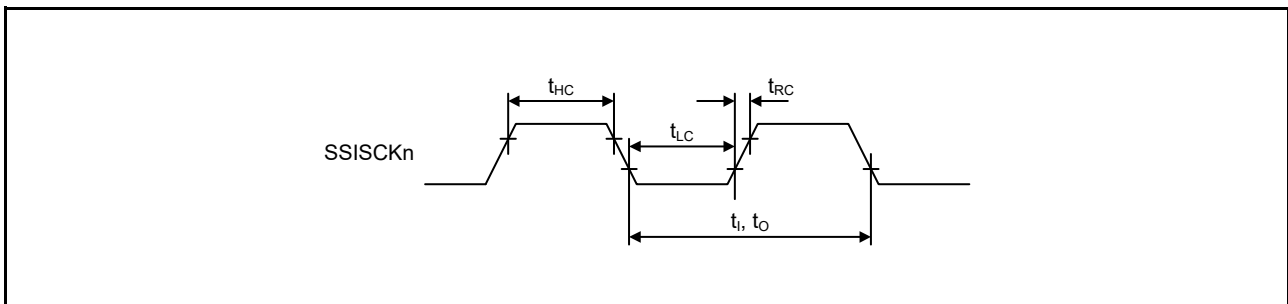 tHC
tRC
tLC
SSISCKn
tI, tO